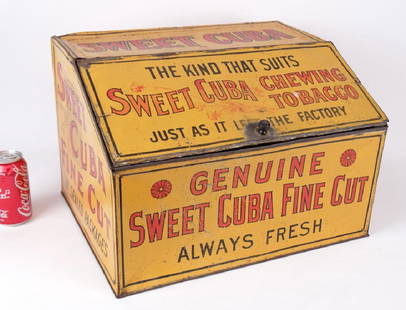 SWEET CUBA
THE KIND THAT SUITS
SWEET CUBA CHEWING TOBACCO
JUST AS IT LEFT THE FACTORY
GENUINE
SWEET CUBA FINE CUT
ALWAYS FRESH
SWEET
CUBA
FINE CUT
PACKAGES
Coca-Cola